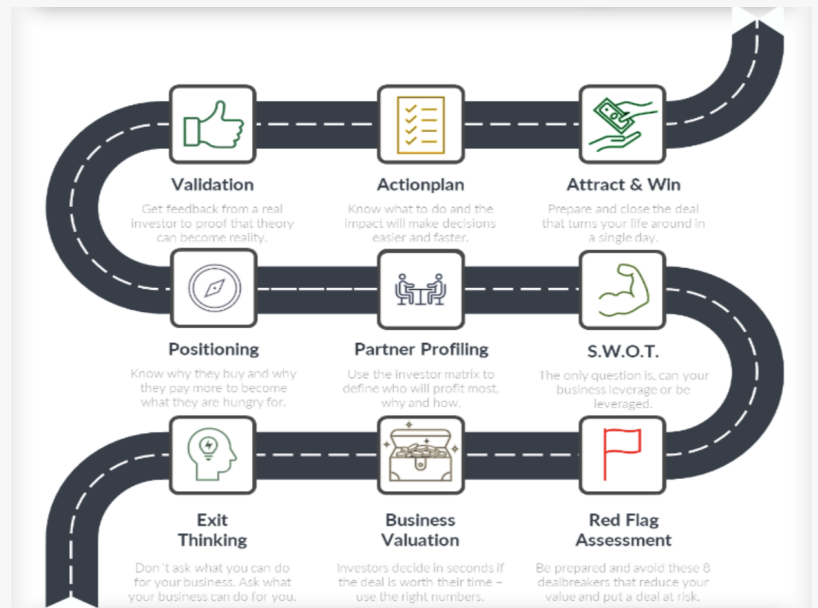 Validation
Get feedback from a real
investor to proof that theory
can become reality.
Actionplan
Know what to do and the
impact will make decisions
easier and faster.
Attract & Win
Prepare and close the deal
that turns your life around in
a single day.
Positioning
Know why they buy and why
they pay more to become
what they are hungry for.
Partner Profiling
Use the investor matrix to
define who will profit most,
why and how.
S.W.O.T.
The only question is, can your
business leverage or be
leveraged.
Exit
Thinking
Don´t ask what you can do
for your business. Ask what
your business can do for you.
Business
Valuation
Investors decide in seconds if
the deal is worth their time –
use the right numbers.
Red Flag
Assessment
Be prepared and avoid these 8
dealbreakers that reduce your
value and put a deal at risk.